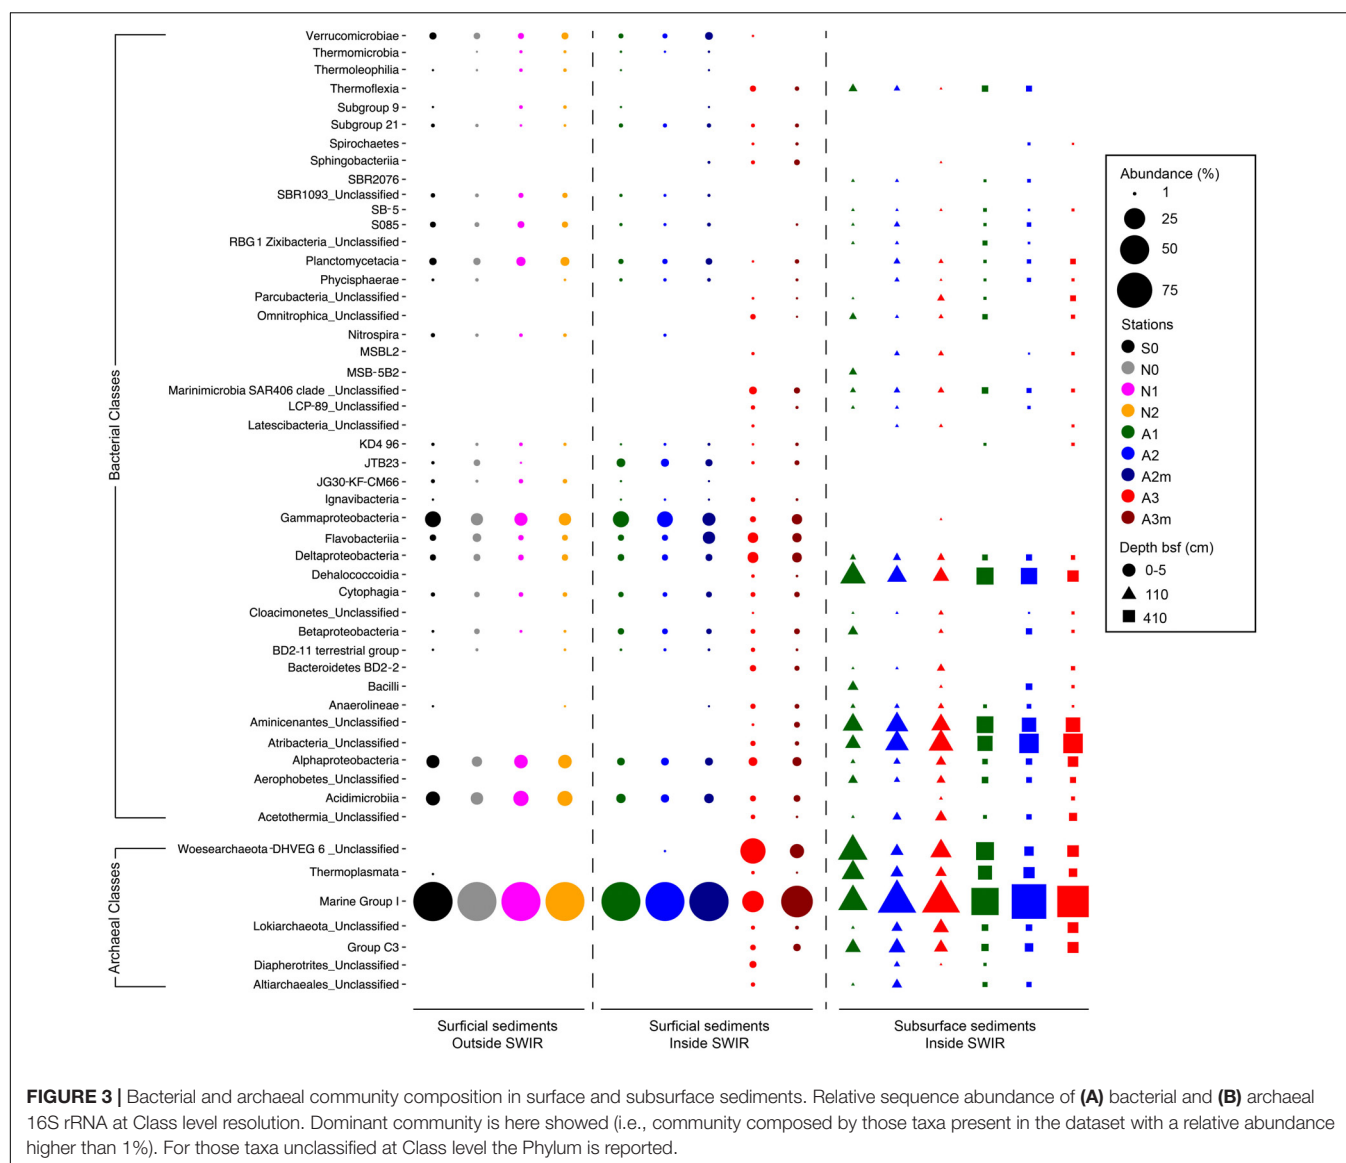 Bacterial Classes
Verrucomicrobiae
Thermomicrobia
Thermoleophilia
Thermoflexia
Subgroup 9
Subgroup 21
Spirochaetes
Sphingobacteriia
SBR2076
SBR1093_Unclassified
SB-5
S085
RBG1 Zixibacteria_Unclassified
Planctomycetacia
Phycisphaerae
Parcubacteria_Unclassified
Omnitrophica_Unclassified
Nitrospira
MSBL2
MSB-5B2
Marinimicrobia SAR406 clade _Unclassified
LCP-89_Unclassified
Latescibacteria_Unclassified
KD4 96
JTB23
JG30-KF-CM66
Ignavibacteria
Gammaproteobacteria
Flavobacteriia
Deltaproteobacteria
Dehalococcoidia
Cytophagia
Cloacimonetes_Unclassified
Betaproteobacteria
BD2-11 terrestrial group
Bacteroidetes BD2-2
Bacilli
Anaerolineae
Aminicenantes_Unclassified
Atribacteria_Unclassified
Alphaproteobacteria
Aerophobetes_Unclassified
Acidimicrobiia
Acetothermia_Unclassified
Archaeal Classes
Woesearchaeota-DHVEG 6 _Unclassified
Thermoplasmata
Marine Group I
Lokiarchaeota_Unclassified
Group C3
Diapherotrites_Unclassified
Altiarchaeales_Unclassified
Surficial sediments
Outside SWIR
Surficial sediments
Inside SWIR
Subsurface sediments
Inside SWIR
Abundance (%)
1
25
50
75
Stations
S0
N0
N1
N2
A1
A2
A2m
A3
A3m
Depth bsf (cm)
0-5
110
410
FIGURE 3 | Bacterial and archaeal community composition in surface and subsurface sediments. Relative sequence abundance of (A) bacterial and (B) archaeal
16S rRNA at Class level resolution. Dominant community is here showed (i.e., community composed by those taxa present in the dataset with a relative abundance
higher than 1%). For those taxa unclassified at Class level the Phylum is reported.